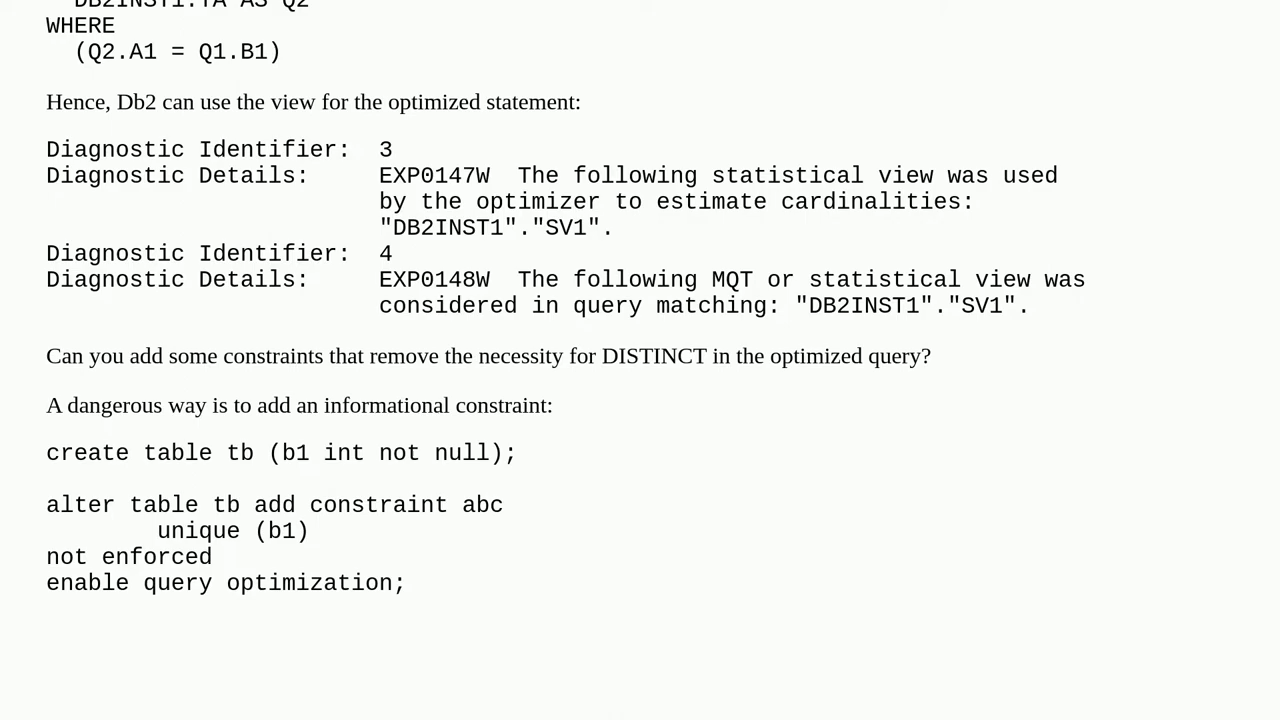 DB2INST1.TA AS Q2
WHERE
(Q2.A1 = Q1.B1)
Hence, Db2 can use the view for the optimized statement:
Diagnostic Identifier: 3
Diagnostic Details: EXP0147W The following statistical view was used
by the optimizer to estimate cardinalities:
"DB2INST1"."SV1".
Diagnostic Identifier: 4
Diagnostic Details: EXP0148W The following MQT or statistical view was
considered in query matching: "DB2INST1"."SV1".
Can you add some constraints that remove the necessity for DISTINCT in the optimized query?
A dangerous way is to add an informational constraint:
create table tb (b1 int not null);
alter table tb add constraint abc
unique (b1)
not enforced
enable query optimization;